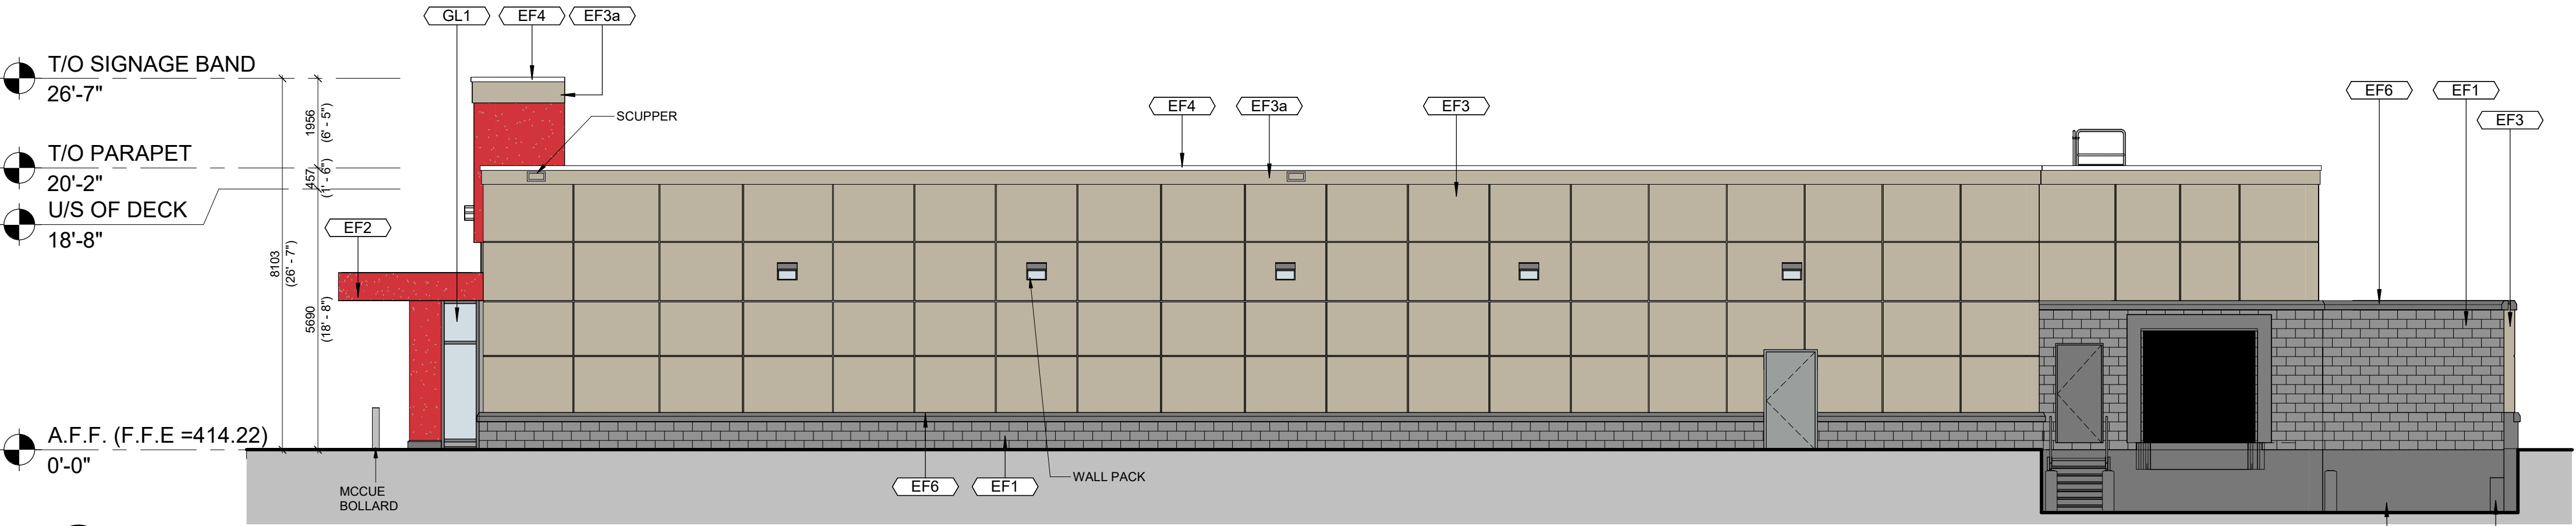 GL1
EF4
EF3a
T/O SIGNAGE BAND
26'-7"
EF6
EF1
EF4
EF3a
EF3
EF3
SCUPPER
1956
(6' - 5")
T/O PARAPET
20'-2"
457
(1' - 6")
U/S OF DECK
18'-8"
EF2
8103
(26' - 7")
5690
(18' - 8")
A.F.F. (F.F.E =414.22)
0'-0"
WALL PACK
EF6
EF1
MCCUE
BOLLARD